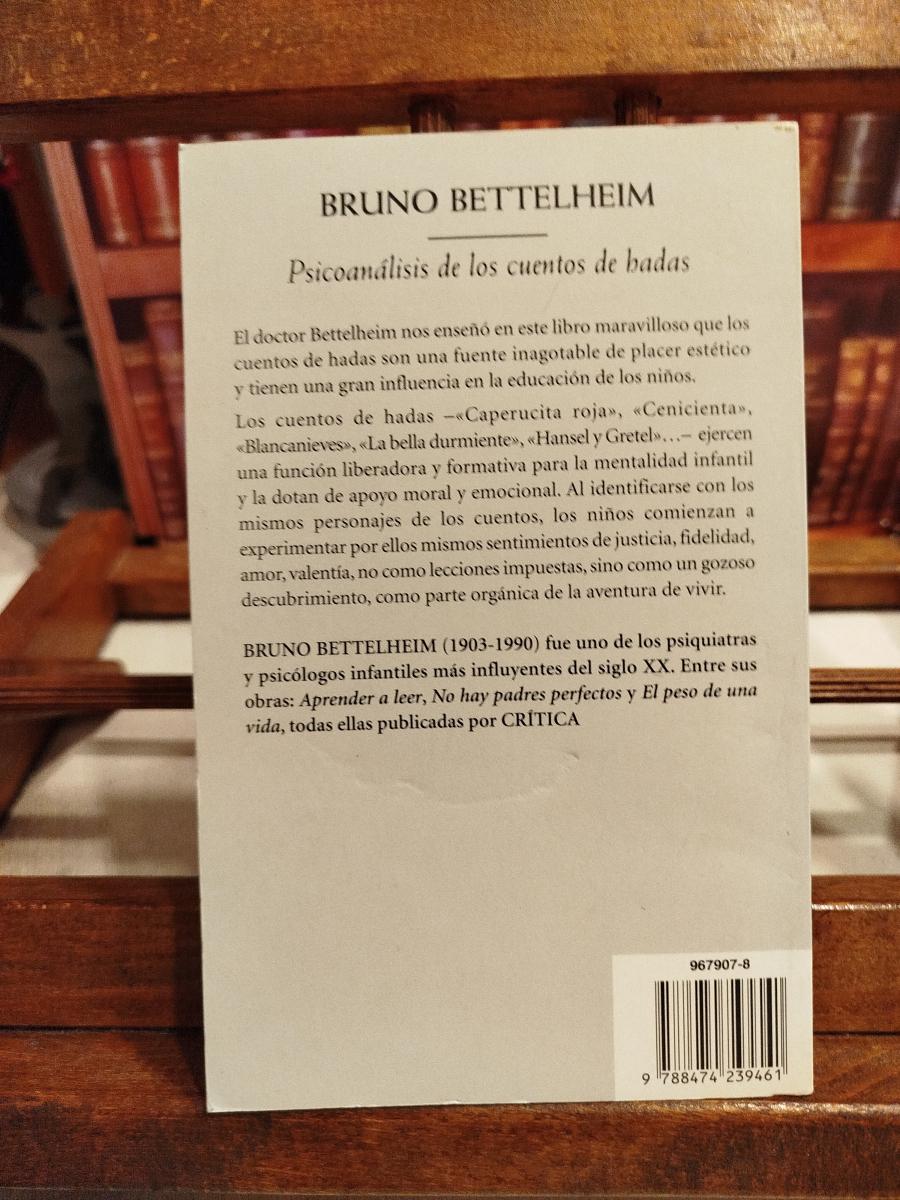 BRUNO BETTELHEIM
Psicoanálisis de los cuentos de hadas
El doctor Bettelheim nos enseñó en este libro maravilloso que los
cuentos de hadas son una fuente inagotable de placer estético
y tienen una gran influencia en la educación de los niños.
Los cuentos de hadas –«Caperucita roja», «Cenicienta»,
«Blancanieves», «La bella durmiente», «Hansel y Gretel»…– ejercen
una función liberadora y formativa para la mentalidad infantil
y la dotan de apoyo moral y emocional. Al identificarse con los
mismos personajes de los cuentos, los niños comienzan a
experimentar por ellos mismos sentimientos de justicia, fidelidad,
amor, valentía, no como lecciones impuestas, sino como un gozoso
descubrimiento, como parte orgánica de la aventura de vivir.
BRUNO BETTELHEIM (1903-1990) fue uno de los psiquiatras
y psicólogos infantiles más influyentes del siglo XX. Entre sus
obras: Aprender a leer, No hay padres perfectos y El peso de una
vida, todas ellas publicadas por CRÍTICA
967907-8
9 788474 239461